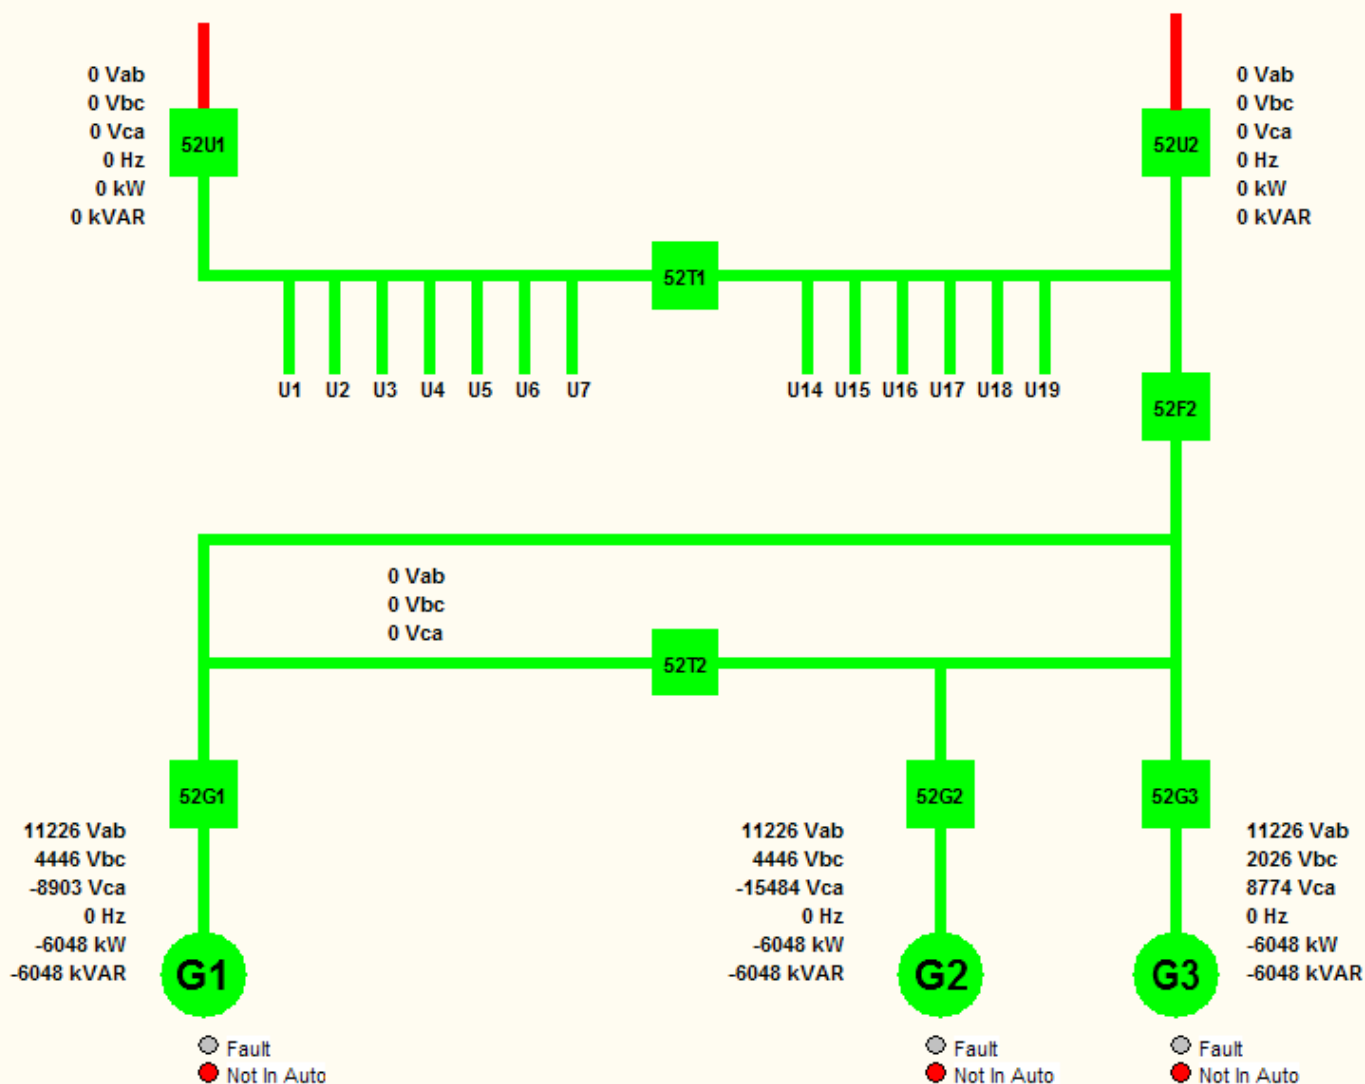 0 Vab
0 Vbc
0 Vca
0 Hz
0 kW
0 kVAR
52U1
52U2
0 Vab
0 Vbc
0 Vca
0 Hz
0 kW
0 kVAR
52T1
U1 U2 U3 U4 U5 U6 U7
U14 U15 U16 U17 U18 U19
52F2
0 Vab
0 Vbc
0 Vca
52T2
52G1
52G2
52G3
11226 Vab
4446 Vbc
-8903 Vca
0 Hz
-6048 kW
-6048 kVAR
G1
11226 Vab
4446 Vbc
-15484 Vca
0 Hz
-6048 kW
-6048 kVAR
G2
11226 Vab
2026 Vbc
8774 Vca
0 Hz
-6048 kW
-6048 kVAR
G3
Fault
Not In Auto
Fault
Not In Auto
Fault
Not In Auto